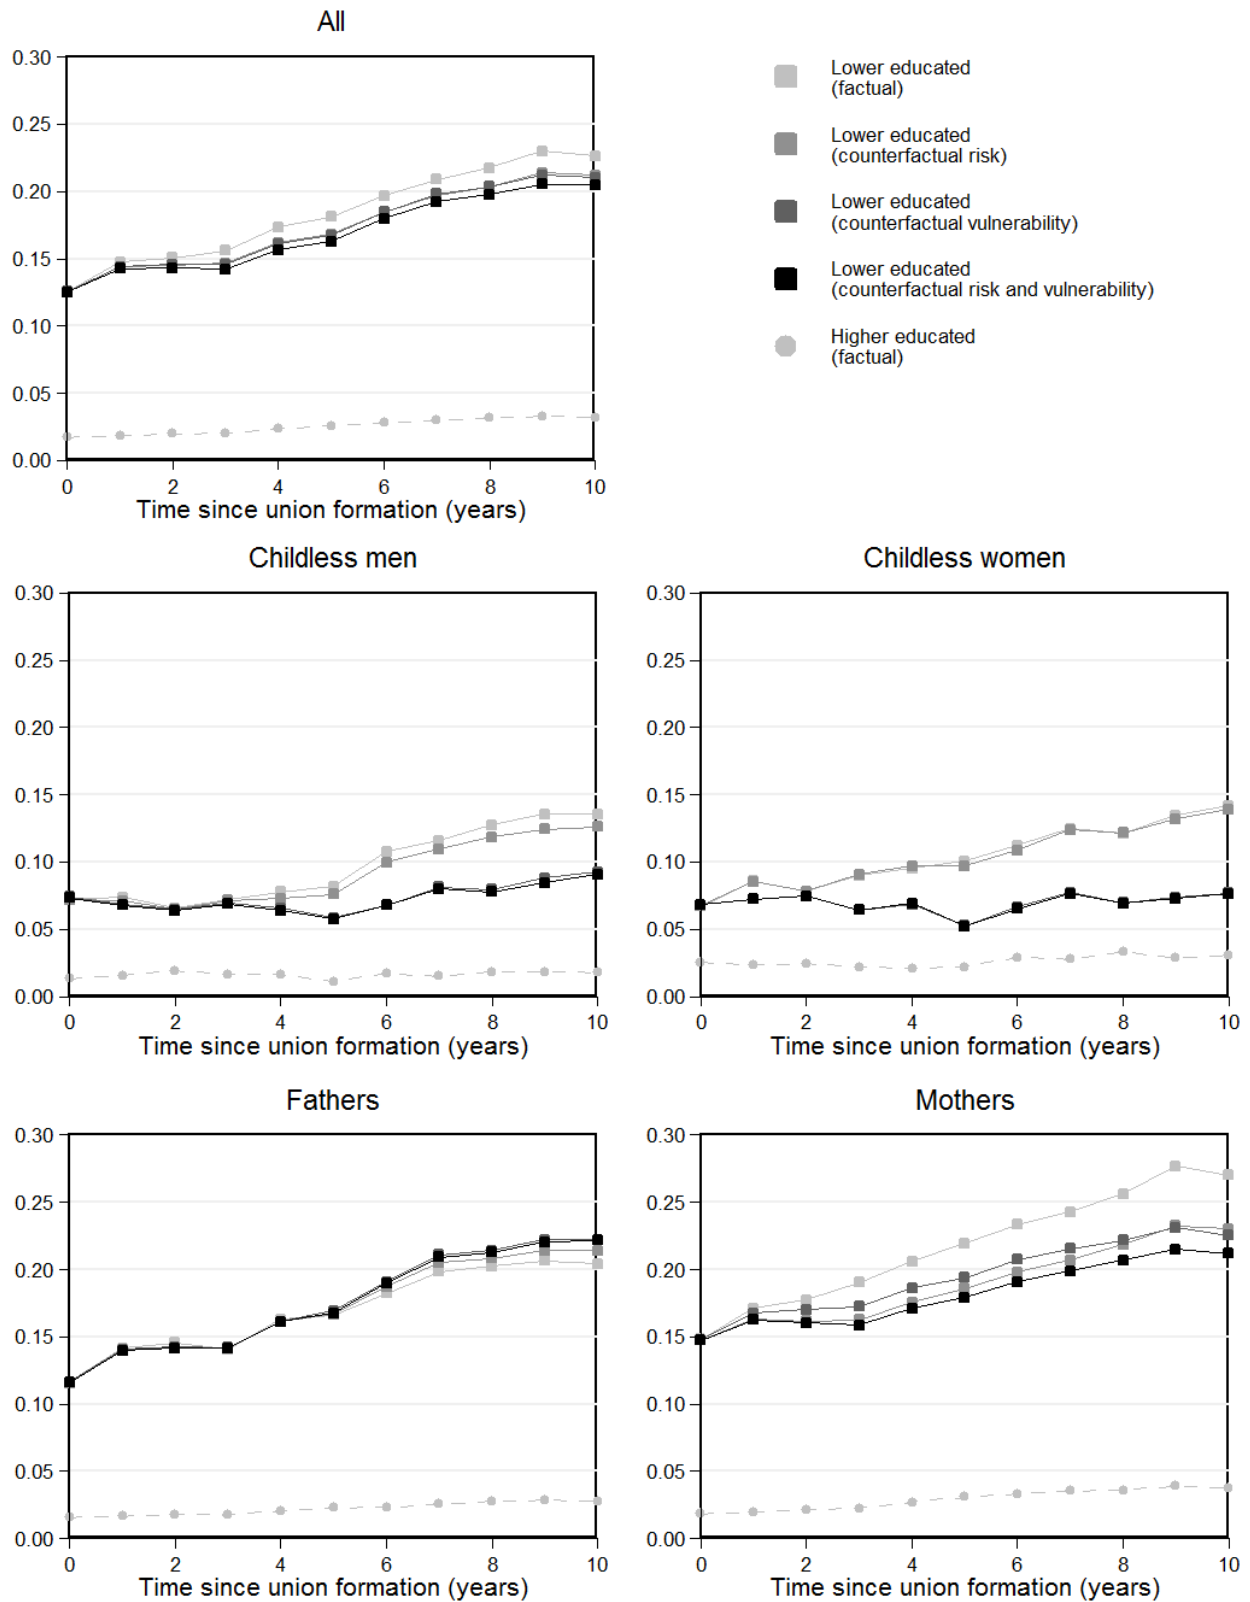 All
0.30
0.25
0.20
0.15
0.10
0.05
0.00
0 2 4 6 8 10
Time since union formation (years)
Lower educated
(factual)
Lower educated
(counterfactual risk)
Lower educated
(counterfactual vulnerability)
Lower educated
(counterfactual risk and vulnerability)
Higher educated
(factual)
Childless men
0.30
0.25
0.20
0.15
0.10
0.05
0.00
0 2 4 6 8 10
Time since union formation (years)
Childless women
0.30
0.25
0.20
0.15
0.10
0.05
0.00
0 2 4 6 8 10
Time since union formation (years)
Fathers
0.30
0.25
0.20
0.15
0.10
0.05
0.00
0 2 4 6 8 10
Time since union formation (years)
Mothers
0.30
0.25
0.20
0.15
0.10
0.05
0.00
0 2 4 6 8 10
Time since union formation (years)